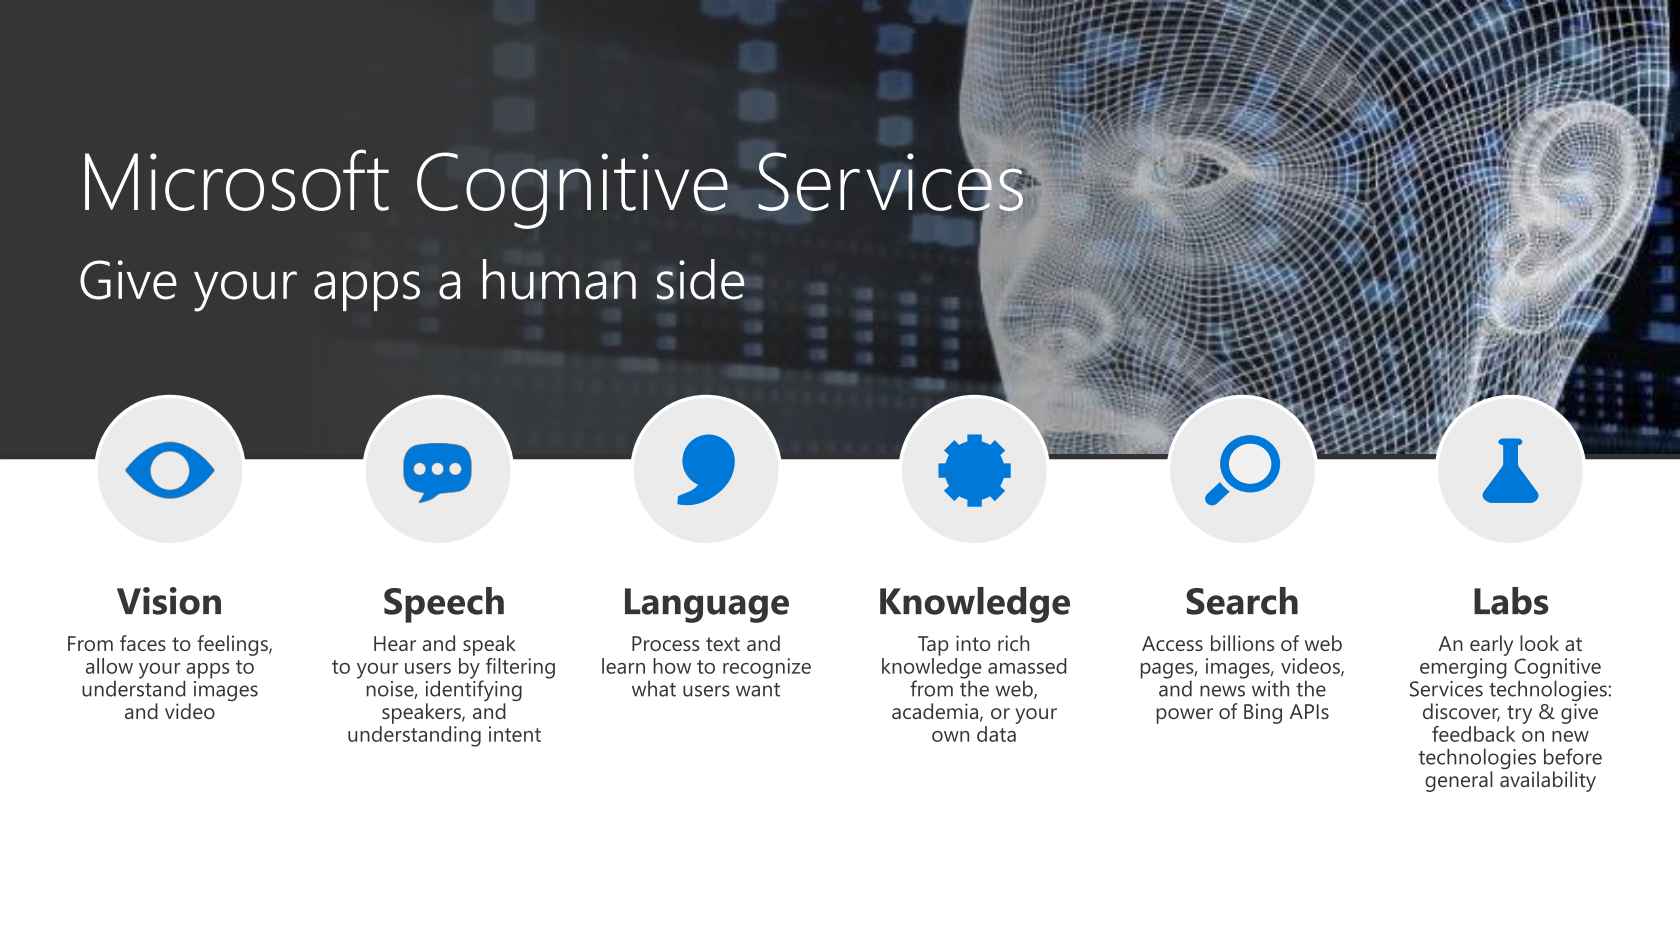 Microsoft Cognitive Services
Give your apps a human side
Vision
From faces to feelings,
allow your apps to
understand images
and video
Speech
Hear and speak
to your users by filtering
noise, identifying
speakers, and
understanding intent
Language
Process text and
learn how to recognize
what users want
Knowledge
Tap into rich
knowledge amassed
from the web,
academia, or your
own data
Search
Access billions of web
pages, images, videos,
and news with the
power of Bing APIs
Labs
An early look at
emerging Cognitive
Services technologies:
discover, try & give
feedback on new
technologies before
general availability